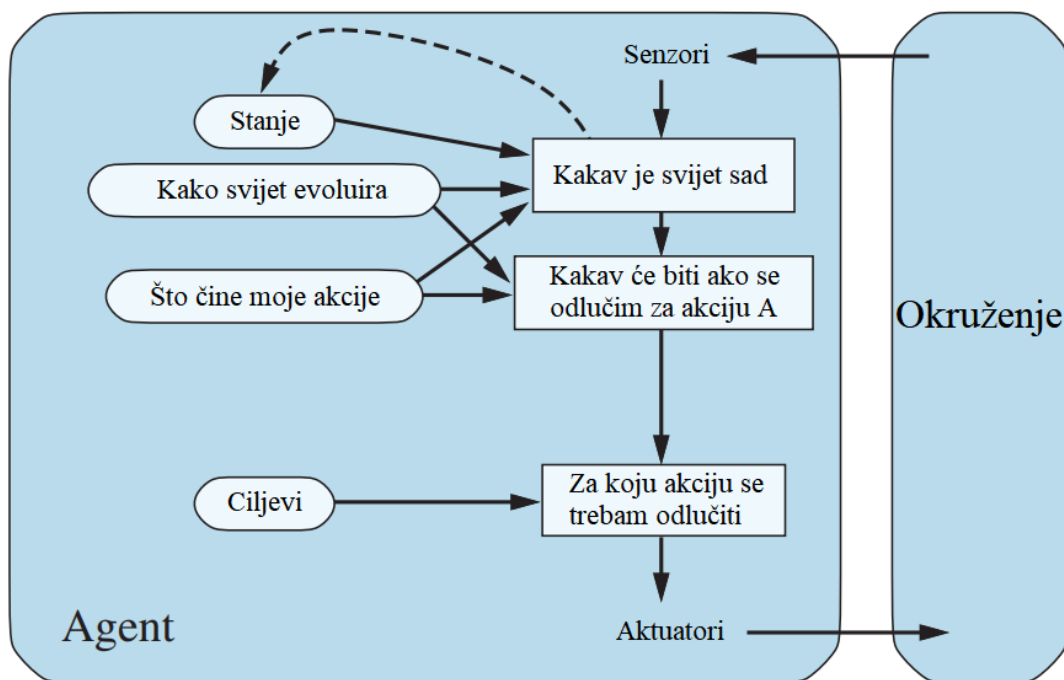 Senzori
Stanje
Kakav je svijet sad
Kako svijet evoluira
Što čine moje akcije
Kakav će biti ako se
odlučim za akciju A
Okruženje
Ciljevi
Za koju akciju se
trebam odlučiti
Agent
Aktuatori